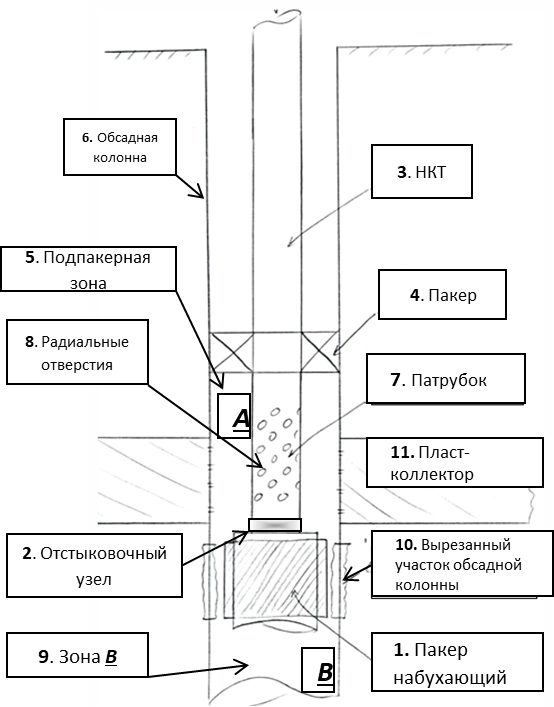 6. Обсадная
колонна
3. НКТ
5. Подпакерная
зона
4. Пакер
8. Радиальные
отверстия
7. Патрубок
А
11. Пласт-
коллектор
2. Отстыковочный
узел
10. Вырезанный
участок обсадной
колонны
9. Зона В
В
1. Пакер
набухающий